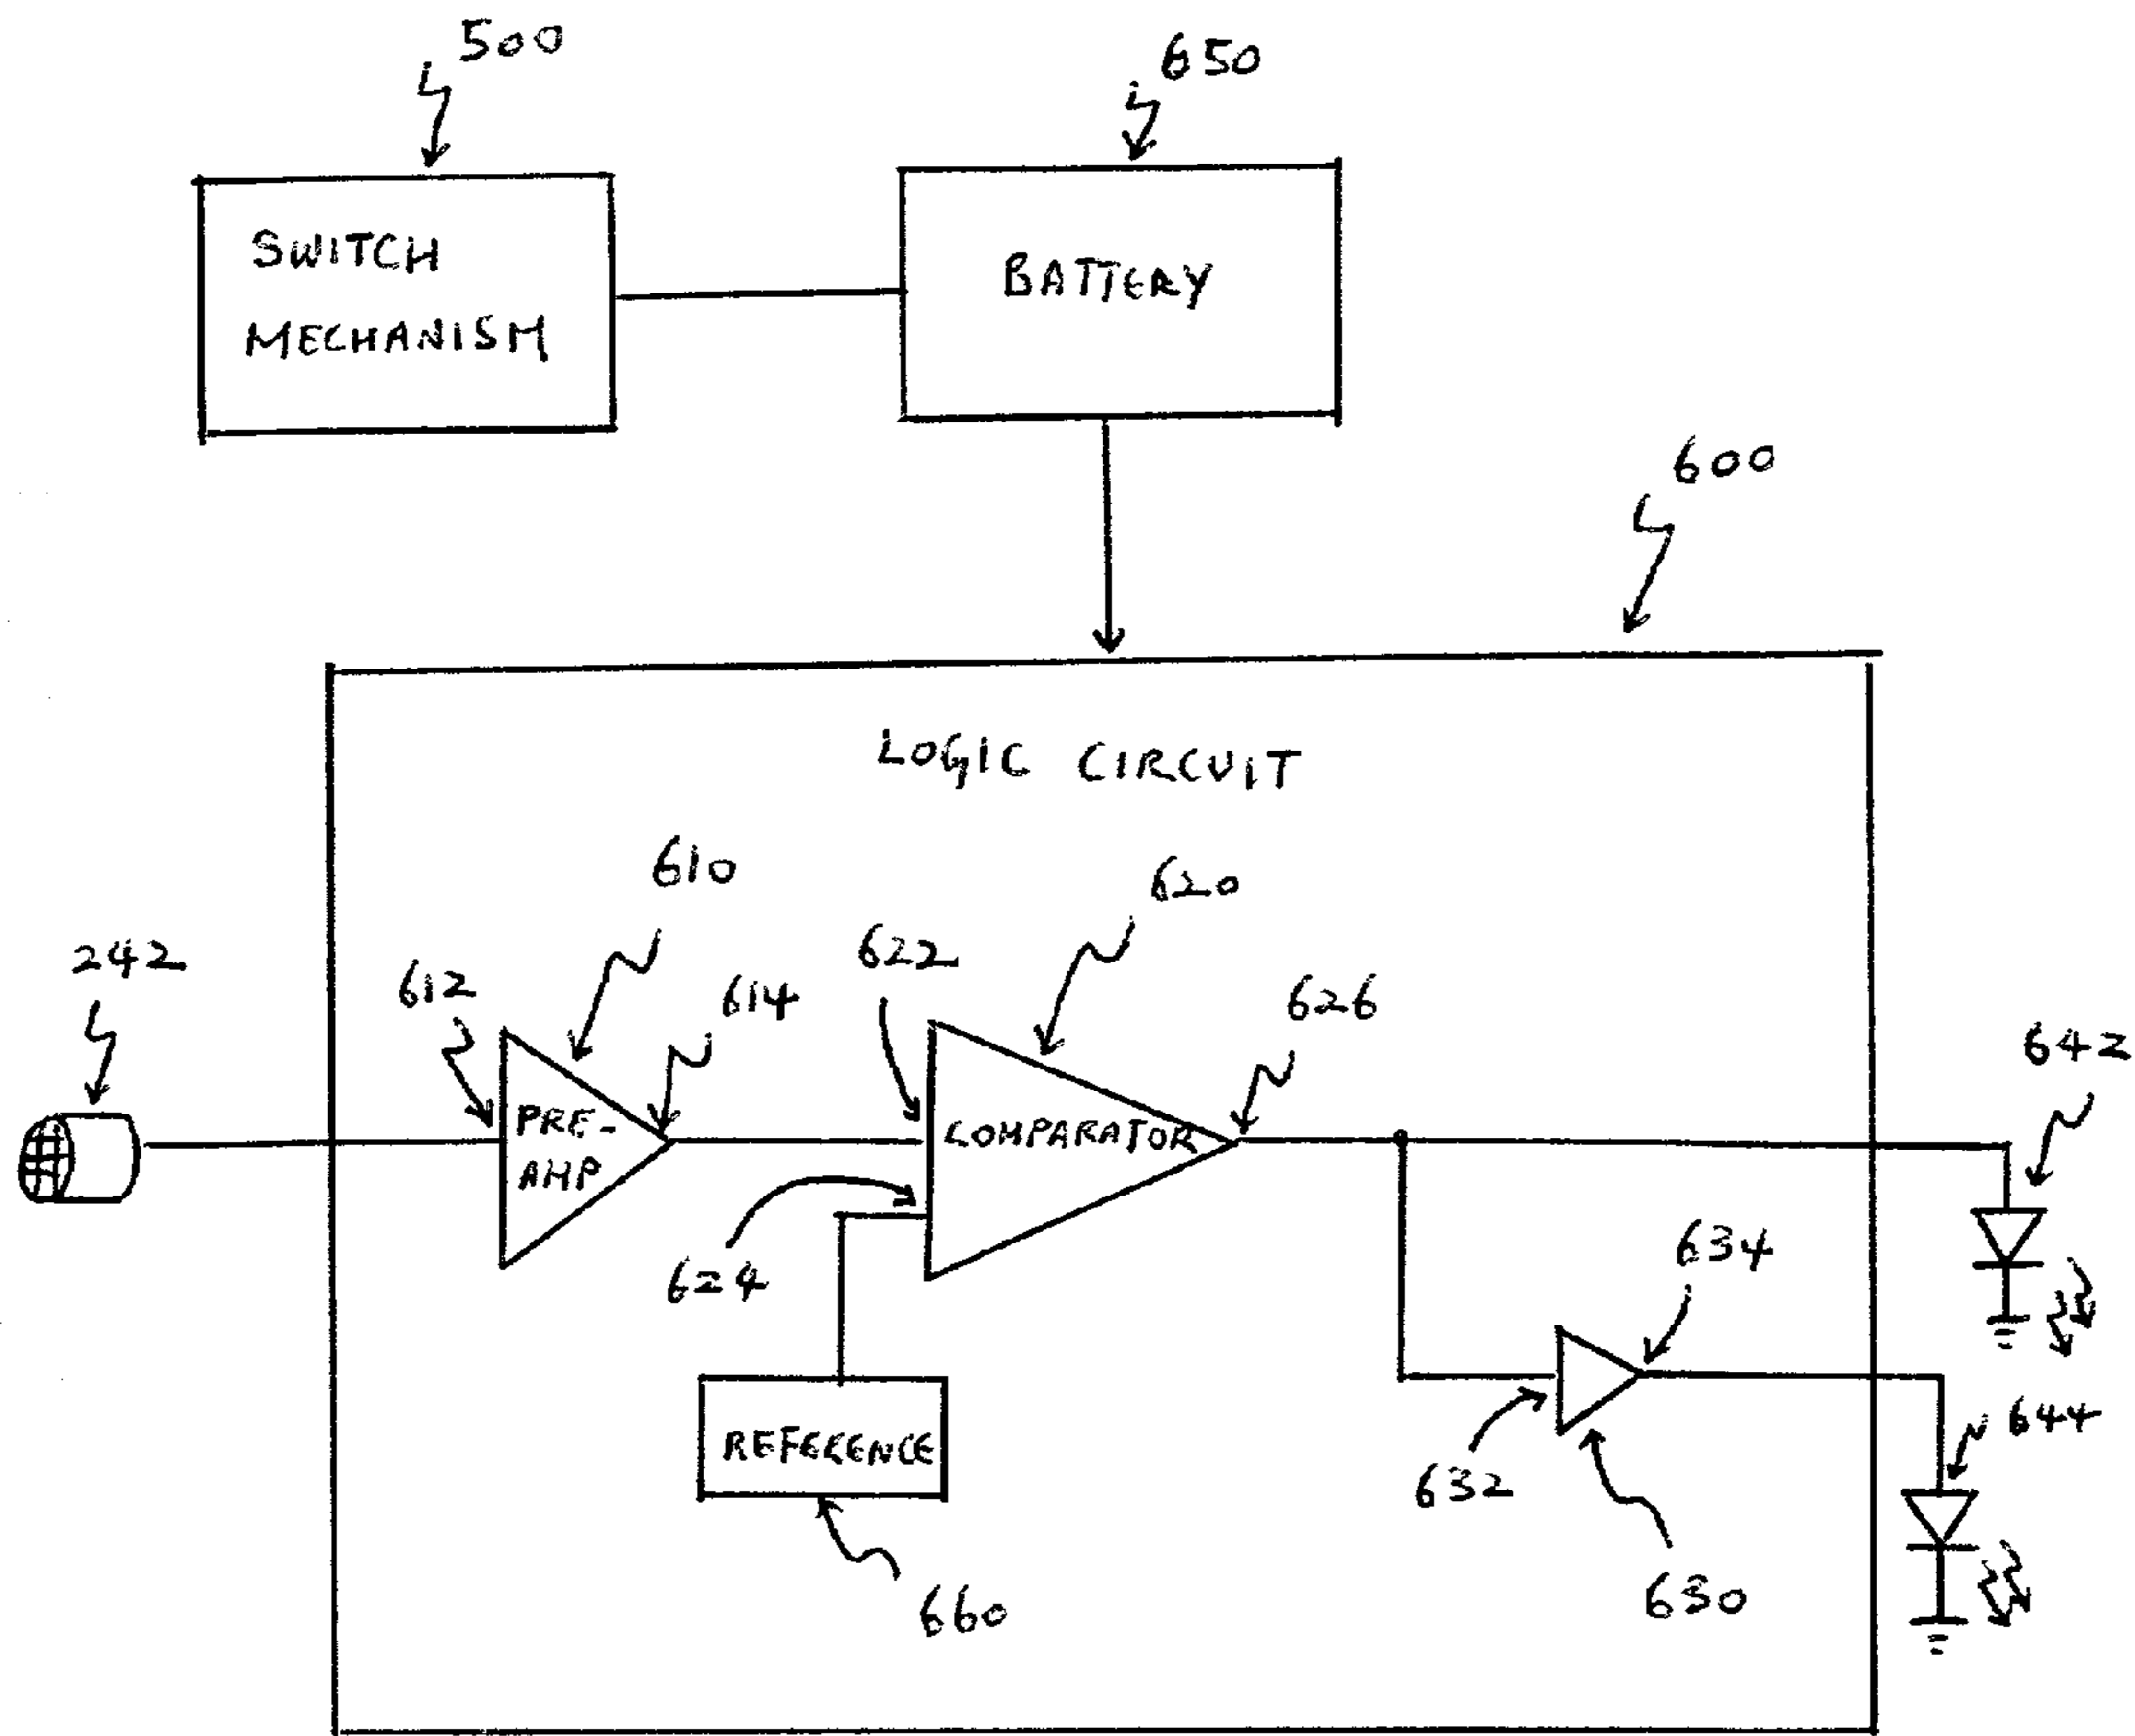 500
650
SWITCH
MECHANISM
BATTERY
600
LOGIC CIRCUIT
610
620
242
612
614
622
626
642
PRE-
AMP
COMPARATOR
624
634
REFERENCE
644
632
660
630